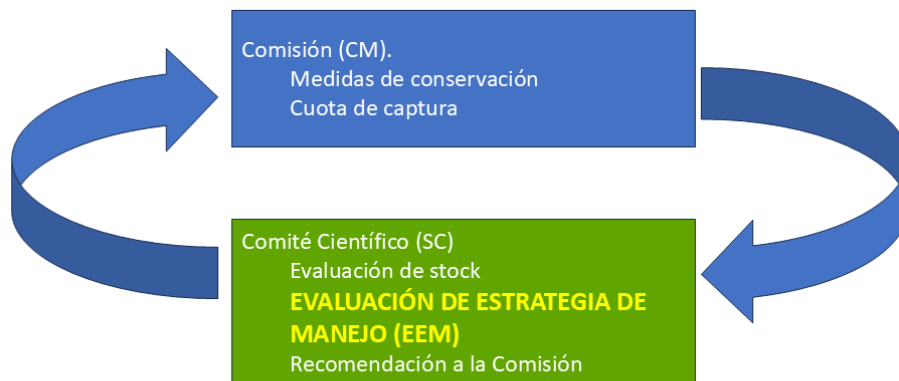 Comisión (CM).
Medidas de conservación
Cuota de captura
Comité Científico (SC)
Evaluación de stock
EVALUACIÓN DE ESTRATEGIA DE
MANEJO (EEM)
Recomendación a la Comisión